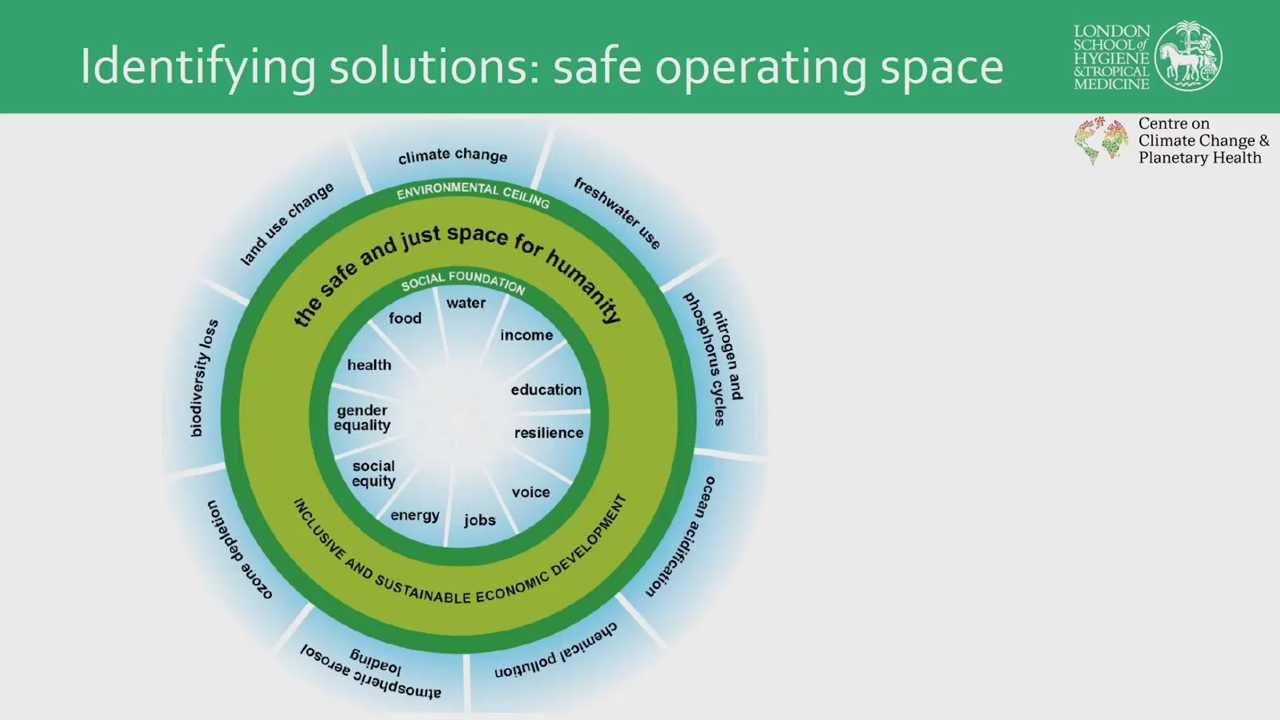 Identifying solutions: safe operating space
LONDON
SCHOOL of
HYGIENE
& TROPICAL
MEDICINE
Centre on
Climate Change &
Planetary Health
climate change
freshwater use
nitrogen and
phosphorus cycles
ocean acidification
chemical pollution
atmospheric aerosol
loading
ozone depletion
biodiversity loss
land use change
ENVIRONMENTAL CEILING
the safe and just space for humanity
SOCIAL FOUNDATION
water
income
education
resilience
voice
jobs
energy
social
equity
gender
equality
health
food
INCLUSIVE AND SUSTAINABLE ECONOMIC DEVELOPMENT